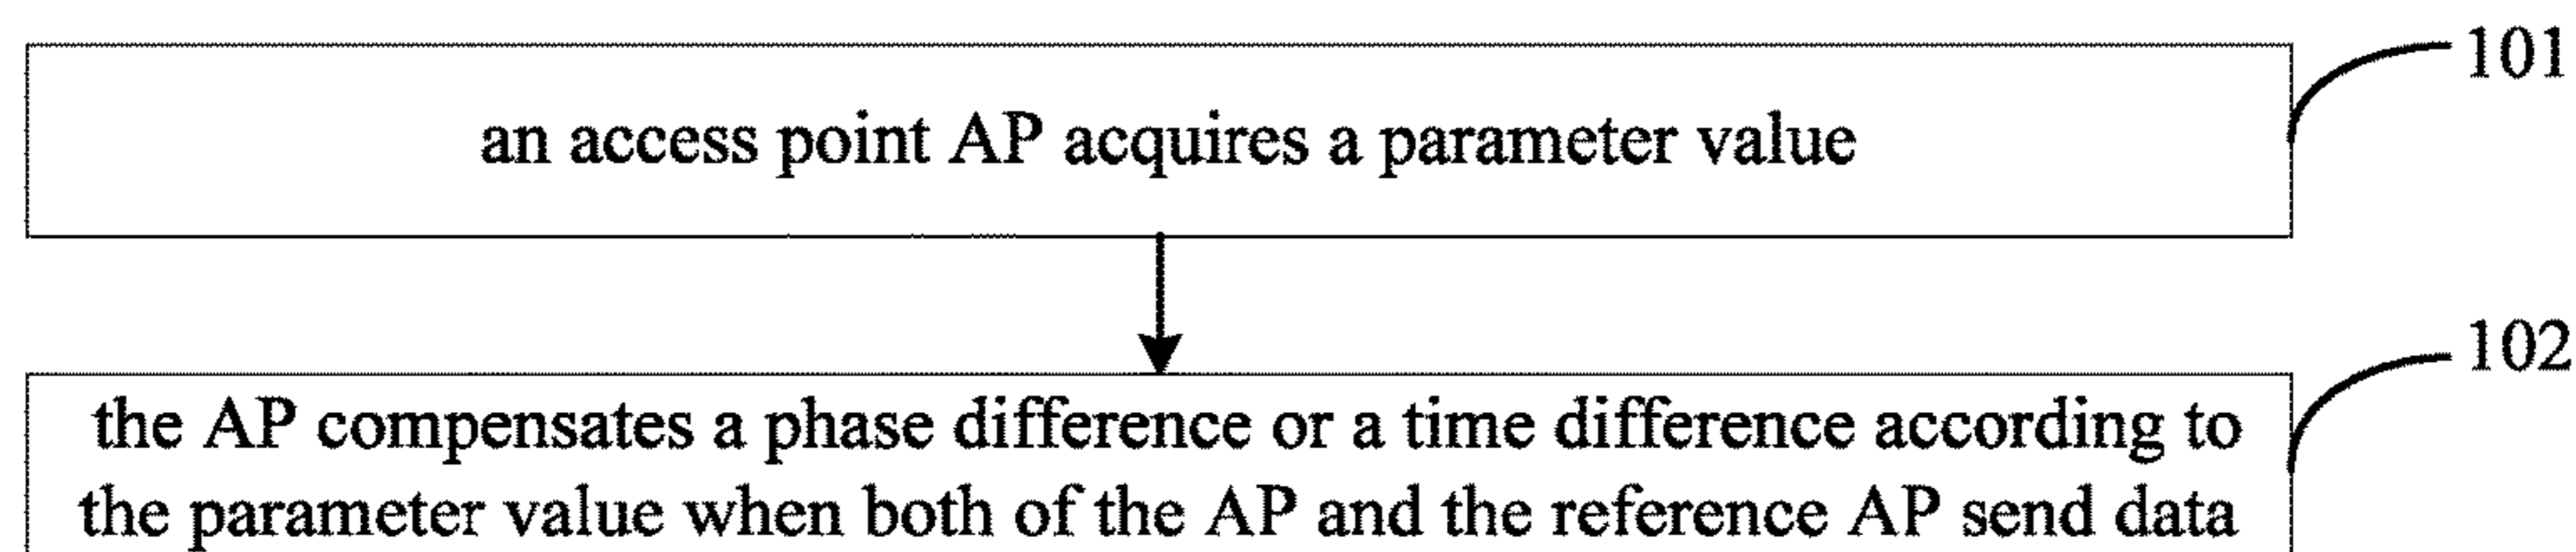 101
an access point AP acquires a parameter value
102
the AP compensates a phase difference or a time difference according to
the parameter value when both of the AP and the reference AP send data